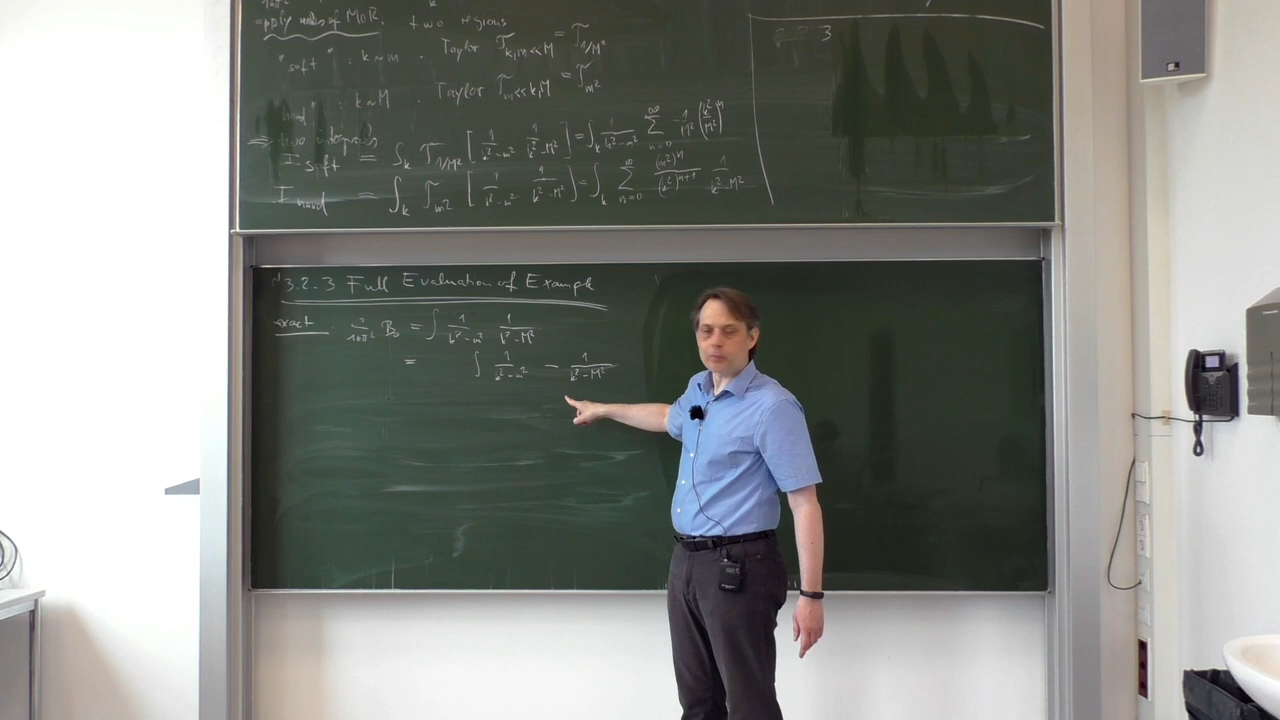 apply rules of MoR. two regions
"soft" : k ~ m . Taylor T_{k,m≪M} = T_{1/M²}
"hard" : k ~ M . Taylor T_{m≪k,M} = T_{m²}
⇒ two integrals
I_soft = ∫_k T_{1/M²} [ 1/(k²-m²) 1/(k²-M²) ] = ∫_k 1/(k²-m²) ∑_{n=0}^∞ -1/M² (k²/M²)^n
I_hard = ∫_k T_{m²} [ 1/(k²-m²) 1/(k²-M²) ] = ∫_k ∑_{n=0}^∞ (m²)^n/(k²)^{n+1} 1/(k²-M²)
3.2.3 Full Evaluation of Example
exact i/16π² B₀ = ∫ 1/(k²-m²) 1/(k²-M²)
= ∫ 1/(k²-m²) - 1/(k²-M²)